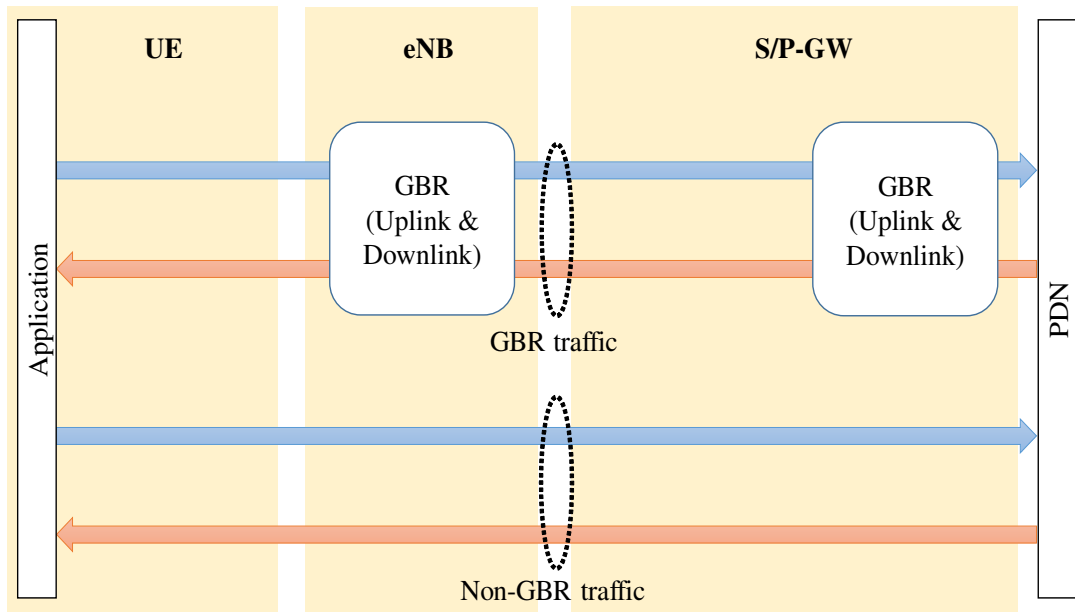 UE
eNB
S/P-GW
Application
GBR
(Uplink &
Downlink)
GBR
(Uplink &
Downlink)
PDN
GBR traffic
Non-GBR traffic